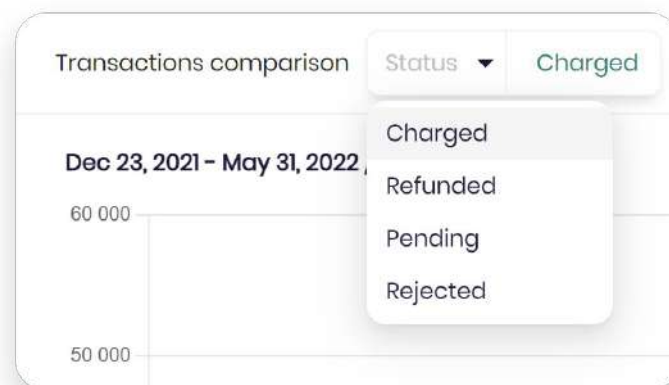 Transactions comparison Status Charged
Charged
Dec 23, 2021 - May 31, 2022
Refunded
60 000
Pending
Rejected
50 000